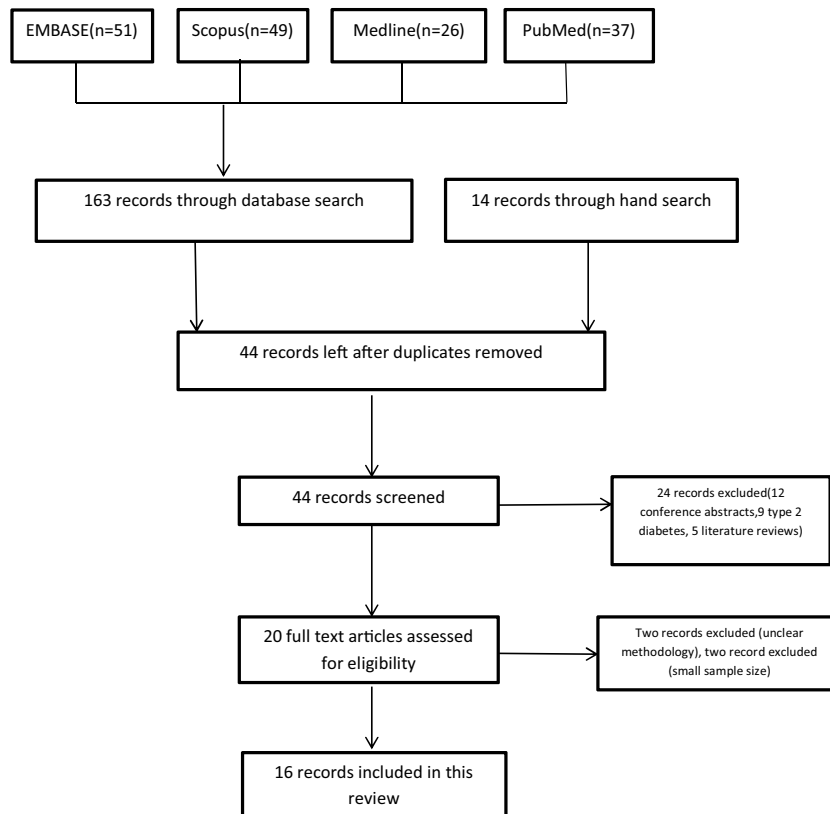 EMBASE(n=51)
Scopus(n=49)
Medline(n=26)
PubMed(n=37)
163 records through database search
14 records through hand search
44 records left after duplicates removed
44 records screened
24 records excluded(12
conference abstracts,9 type 2
diabetes, 5 literature reviews)
20 full text articles assessed
for eligibility
Two records excluded (unclear
methodology), two record excluded
(small sample size)
16 records included in this
review